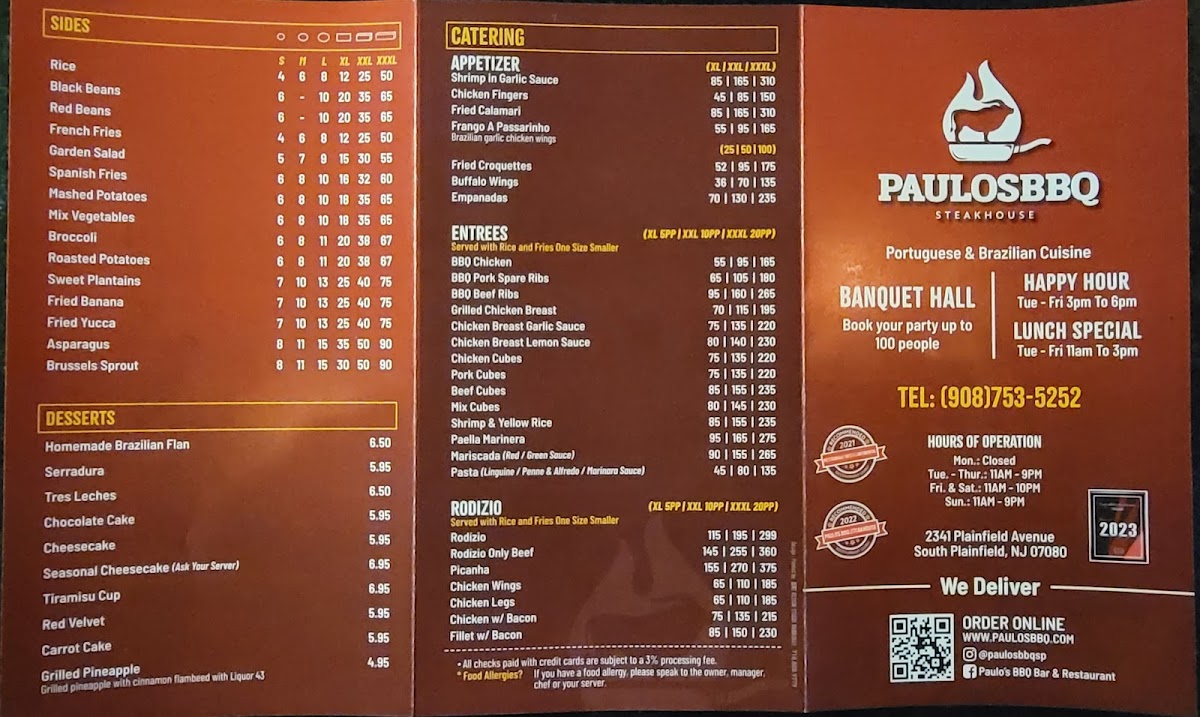 SIDES
S M L XL XXL XXXL
Rice 4 6 8 12 25 50
Black Beans 6 - 10 20 35 65
Red Beans 6 - 10 20 35 65
French Fries 4 6 8 12 25 50
Garden Salad 5 7 9 15 30 55
Spanish Fries 6 8 10 16 32 60
Mashed Potatoes 6 8 10 18 35 65
Mix Vegetables 6 8 10 18 35 65
Broccoli 6 8 11 20 38 67
Roasted Potatoes 6 8 11 20 38 67
Sweet Plantains 7 10 13 25 40 75
Fried Banana 7 10 13 25 40 75
Fried Yucca 7 10 13 25 40 75
Asparagus 8 11 15 35 50 90
Brussels Sprout 8 11 15 30 50 90
DESSERTS
Homemade Brazilian Flan 6.50
Serradura 5.95
Tres Leches 6.50
Chocolate Cake 5.95
Cheesecake 5.95
Seasonal Cheesecake (Ask Your Server) 6.95
Tiramisu Cup 6.95
Red Velvet 5.95
Carrot Cake 5.95
Grilled Pineapple 4.95
Grilled pineapple with cinnamon flambeed with Liquor 43
CATERING
APPETIZER (XL | XXL | XXXL)
Shrimp in Garlic Sauce 85 | 165 | 310
Chicken Fingers 45 | 85 | 150
Fried Calamari 85 | 165 | 310
Frango A Passarinho 55 | 95 | 165
Brazilian garlic chicken wings
(25 | 50 | 100)
Fried Croquettes 52 | 95 | 175
Buffalo Wings 36 | 70 | 135
Empanadas 70 | 130 | 235
ENTREES (XL 5PP | XXL 10PP | XXXL 20PP)
Served with Rice and Fries One Size Smaller
BBQ Chicken 55 | 95 | 165
BBQ Pork Spare Ribs 65 | 105 | 180
BBQ Beef Ribs 95 | 160 | 265
Grilled Chicken Breast 70 | 115 | 195
Chicken Breast Garlic Sauce 75 | 135 | 220
Chicken Breast Lemon Sauce 80 | 140 | 230
Chicken Cubes 75 | 135 | 220
Pork Cubes 75 | 135 | 220
Beef Cubes 85 | 155 | 235
Mix Cubes 80 | 145 | 230
Shrimp & Yellow Rice 85 | 155 | 235
Paella Marinera 95 | 165 | 275
Mariscada (Red / Green Sauce) 90 | 155 | 265
Pasta (Linguine / Penne & Alfredo / Marinara Sauce) 45 | 80 | 135
RODIZIO (XL 5PP | XXL 10PP | XXXL 20PP)
Served with Rice and Fries One Size Smaller
Rodizio 115 | 195 | 299
Rodizio Only Beef 145 | 255 | 360
Picanha 155 | 270 | 375
Chicken Wings 65 | 110 | 185
Chicken Legs 65 | 110 | 185
Chicken w/ Bacon 75 | 135 | 215
Fillet w/ Bacon 85 | 150 | 230
* All checks paid with credit cards are subject to a 3% processing fee.
* Food Allergies? If you have a food allergy, please speak to the owner, manager,
chef or your server.
PAULOSBBQ
STEAKHOUSE
Portuguese & Brazilian Cuisine
BANQUET HALL
Book your party up to
100 people
HAPPY HOUR
Tue - Fri 3pm To 6pm
LUNCH SPECIAL
Tue - Fri 11am To 3pm
TEL: (908)753-5252
RECOMMENDED
2021
HOURS OF OPERATION
Mon.: Closed
Tue. - Thur.: 11AM - 9PM
Fri. & Sat.: 11AM - 10PM
Sun.: 11AM - 9PM
RECOMMENDED
2022
PAULOS BBQ STEAKHOUSE
2023
2341 Plainfield Avenue
South Plainfield, NJ 07080
We Deliver
ORDER ONLINE
WWW.PAULOSBBQ.COM
@paulosbbqsp
Paulo's BBQ Bar & Restaurant